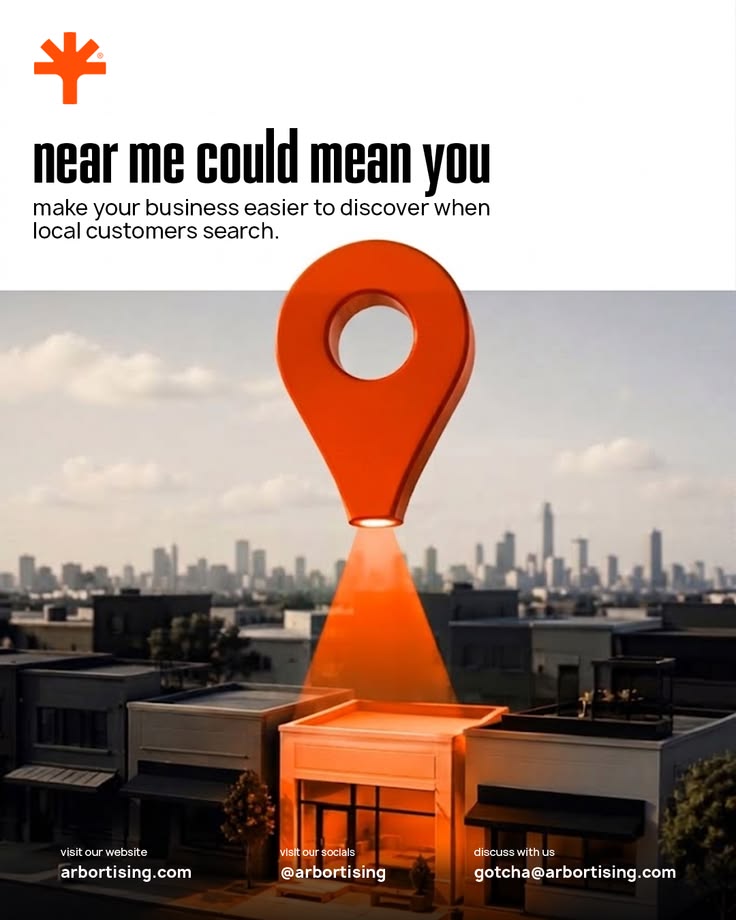 ®
near me could mean you
make your business easier to discover when
local customers search.
visit our website
arbortising.com
visit our socials
@arbortising
discuss with us
gotcha@arbortising.com